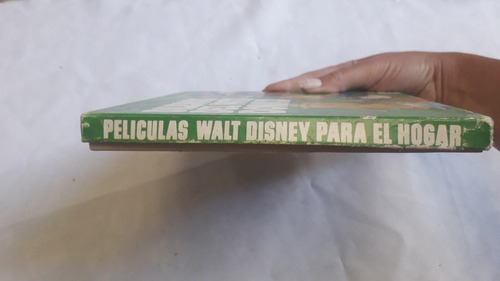 PELICULAS WALT DISNEY PARA EL HOGAR